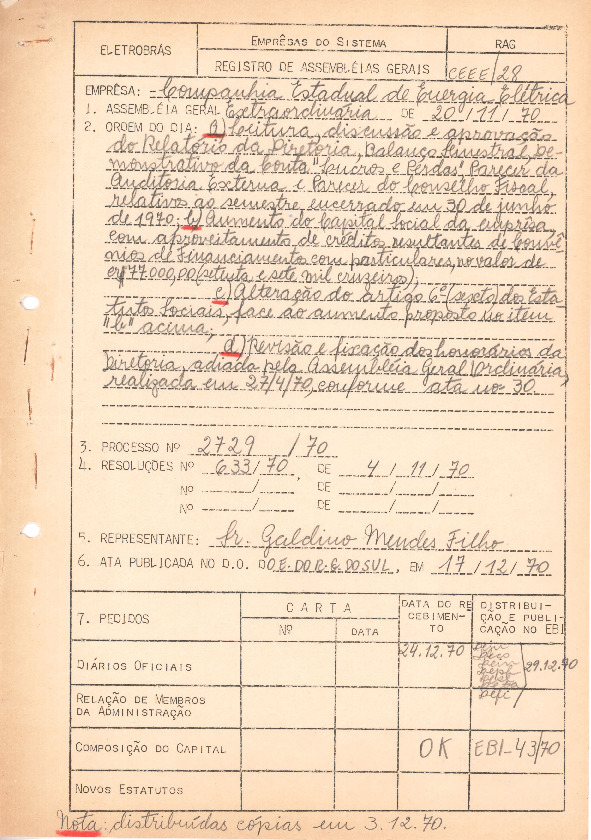 ELETROBRÁS
EMPRÊSAS DO SISTEMA
RAG
REGISTRO DE ASSEMBLÉIAS GERAIS
CEEE/28
EMPRÊSA: Companhia Estadual de Energia Elétrica
1. ASSEMBLÉIA GERAL Extraordinária DE 20/11/70
2. ORDEM DO DIA: a) Leitura, discussão e aprovação
do Relatório da Diretoria, Balanço Semestral, De-
monstrativo da Conta "Lucros e Perdas" Parecer da
Auditoria Externa e Parecer do Conselho Fiscal,
relativos ao semestre encerrado em 30 de junho
de 1970; b) Aumento do Capital Social da emprêsa,
com aproveitamento de créditos resultantes de Convê-
nios de Financiamento com particulares, no valor de
Cr$77.000,00 (setenta e sete mil cruzeiros);
c) Alteração do artigo 6º (sexto) dos Esta-
tutos Sociais, face ao aumento proposto no item
"b" acima;
d) Revisão e fixação dos honorários da
Diretoria, adiada pela Assembléia Geral Ordinária,
realizada em 27/4/70, conforme ata nº 30
3. PROCESSO Nº 2729 /70
4. RESOLUÇÕES Nº 633/70, DE 4/11/70
Nº / DE /
Nº / DE /
5. REPRESENTANTE: Sr. Galdino Mendes Filho
6. ATA PUBLICADA NO D.O. DO E. DO R.G. DO SUL, EM 17/12/70
7. PEDIDOS
CARTA
Nº
DATA
DATA DO RE
CEBIMEN-
TO
DISTRIBUI-
ÇÃO E PUBLI-
CAÇÃO NO EBI
DIÁRIOS OFICIAIS
24.12.70
29.12.70
RELAÇÃO DE MEMBROS
DA ADMINISTRAÇÃO
COMPOSIÇÃO DO CAPITAL
OK
EBI-43/70
NOVOS ESTATUTOS
Nota: distribuídas cópias em 3.12.70.